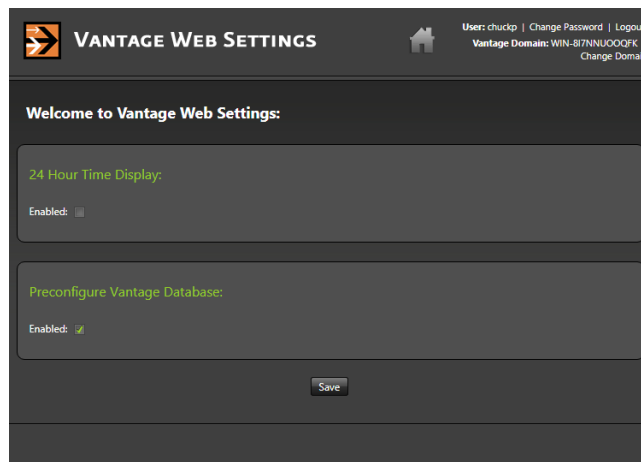 VANTAGE WEB SETTINGS
User: chuckp | Change Password | Logou
Vantage Domain: WIN-8I7NNUOOQFK
Change Domai
Welcome to Vantage Web Settings:
24 Hour Time Display:
Enabled:
Preconfigure Vantage Database:
Enabled:
Save